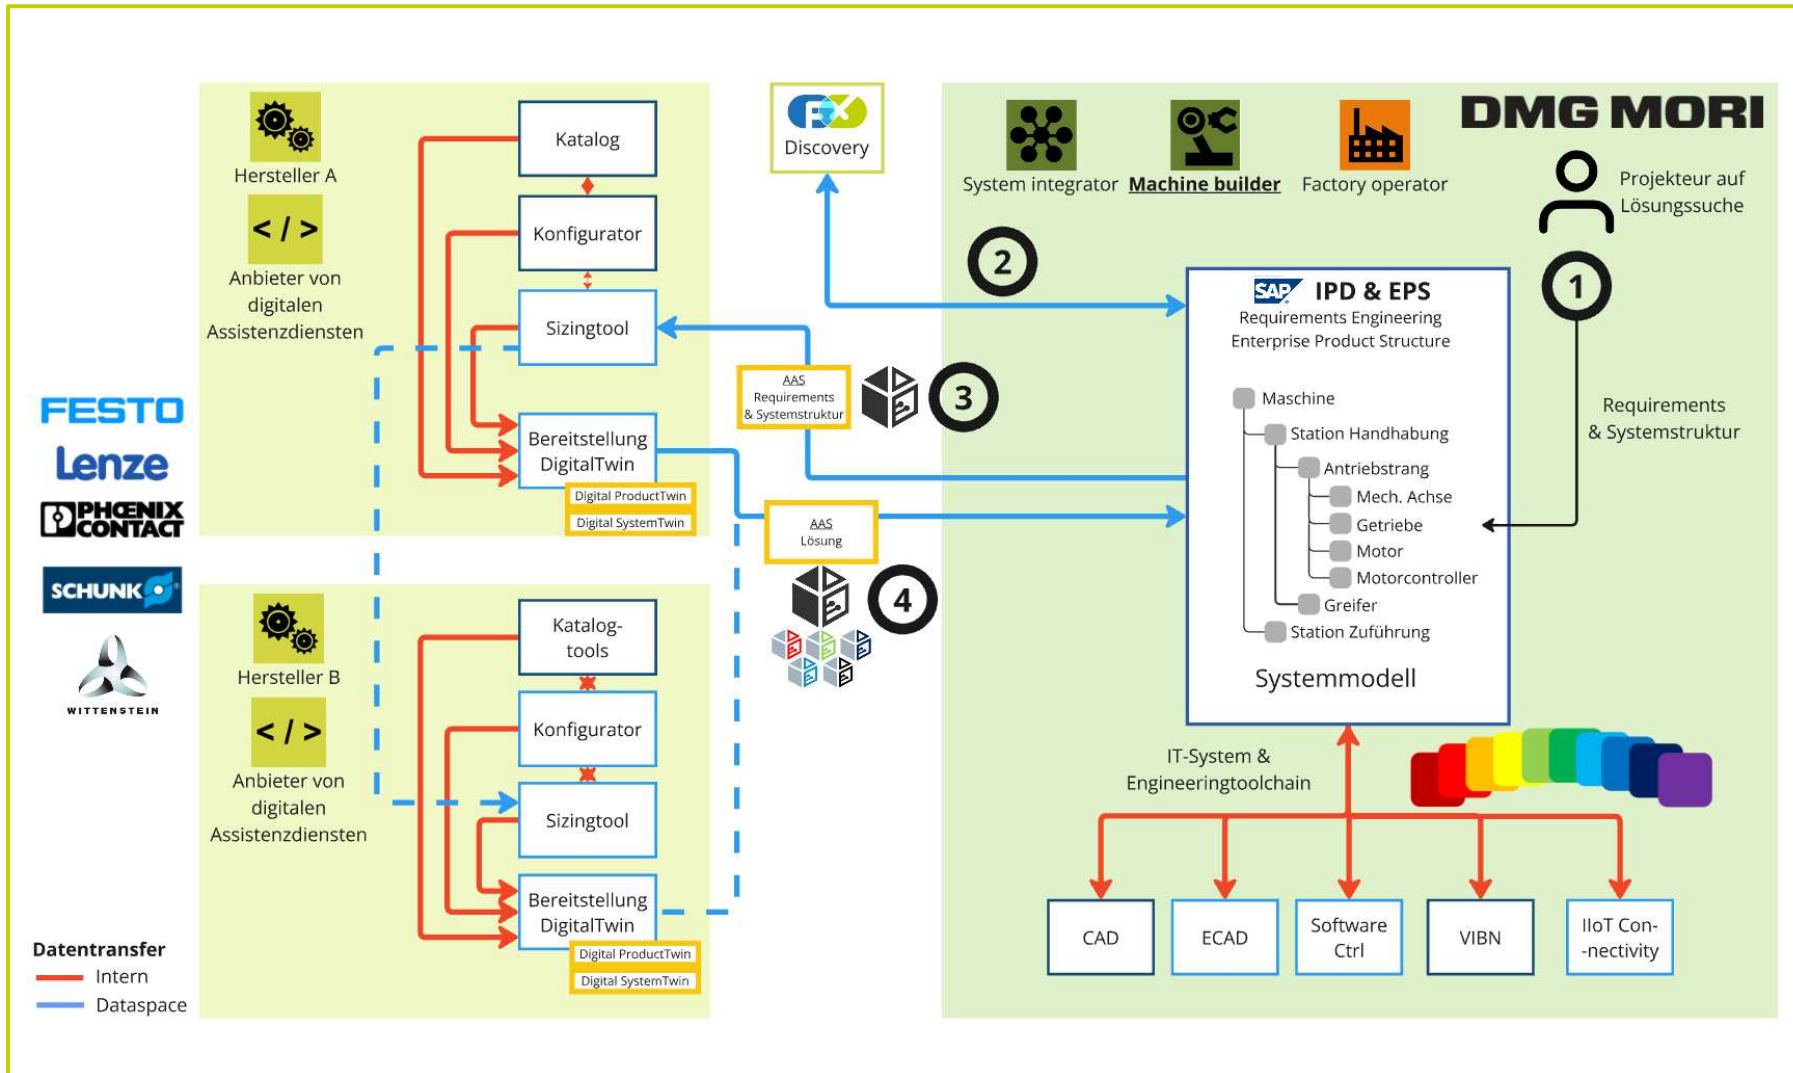 FESTO
Lenze
PHŒNIX
CONTACT
SCHUNK
WITTENSTEIN
Datentransfer
Intern
Dataspace
Hersteller A
</>
Anbieter von
digitalen
Assistenzdiensten
Katalog
Konfigurator
Sizingtool
Bereitstellung
DigitalTwin
Digital ProductTwin
Digital SystemTwin
Hersteller B
</>
Anbieter von
digitalen
Assistenzdiensten
Katalog-
tools
Konfigurator
Sizingtool
Bereitstellung
DigitalTwin
Digital ProductTwin
Digital SystemTwin
Discovery
2
AAS
Requirements
& Systemstruktur
3
AAS
Lösung
4
System integrator
Machine builder
Factory operator
DMG MORI
Projekteur auf
Lösungssuche
1
Requirements
& Systemstruktur
SAP IPD & EPS
Requirements Engineering
Enterprise Product Structure
Maschine
Station Handhabung
Antriebstrang
Mech. Achse
Getriebe
Motor
Motorcontroller
Greifer
Station Zuführung
Systemmodell
IT-System &
Engineeringtoolchain
CAD
ECAD
Software
Ctrl
VIBN
IIoT Con-
-nectivity